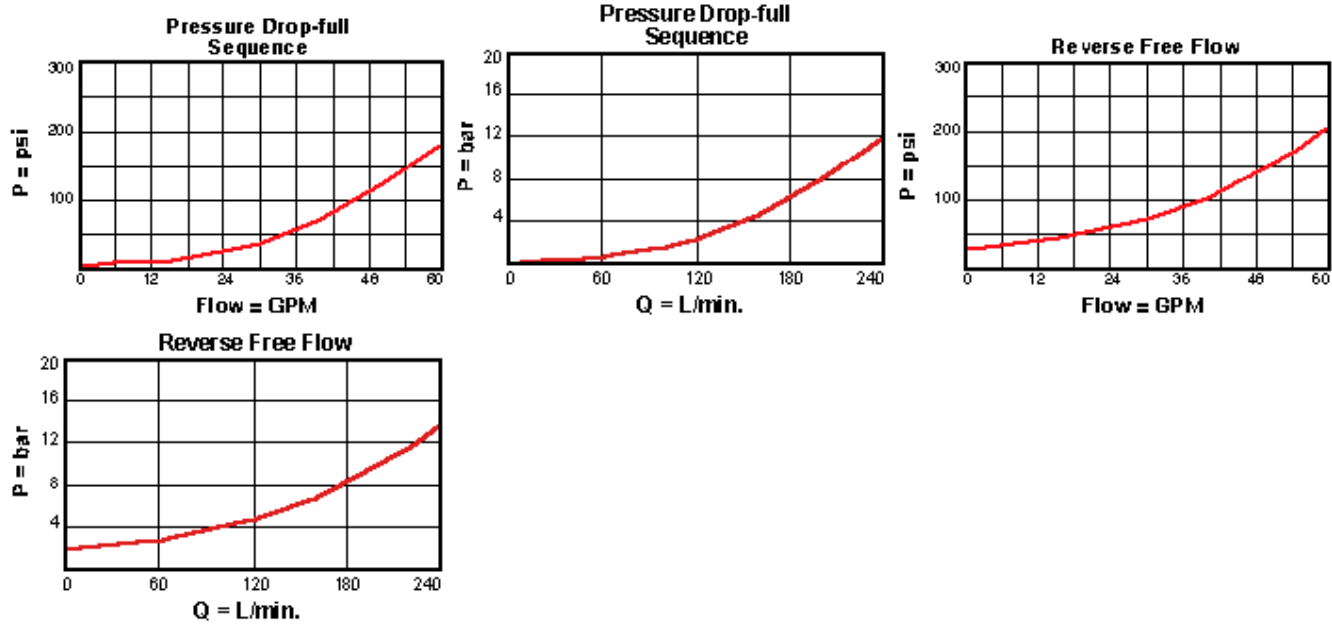 Pressure Drop-full
Sequence
300
200
100
P = psi
0 12 24 36 48 60
Flow = GPM
Pressure Drop-full
Sequence
20
16
12
8
4
P = bar
0 60 120 180 240
Q = L/min.
Reverse Free Flow
300
200
100
P = psi
0 12 24 36 48 60
Flow = GPM
Reverse Free Flow
20
16
12
8
4
P = bar
0 60 120 180 240
Q = L/min.